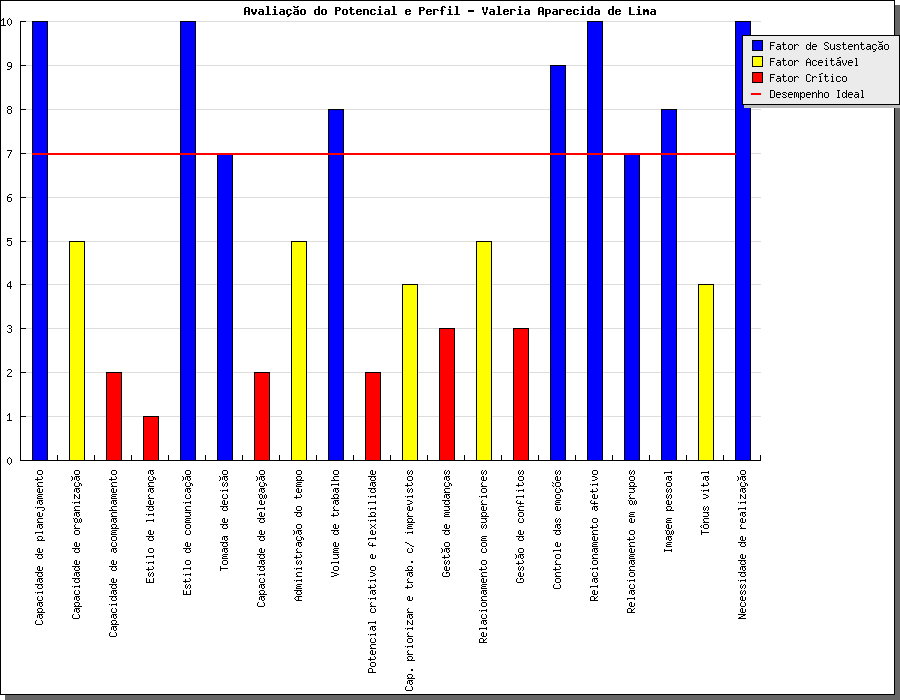 Avaliação do Potencial e Perfil - Valeria Aparecida de Lima
Fator de Sustentação
Fator Aceitável
Fator Crítico
Desempenho Ideal
10
9
8
7
6
5
4
3
2
1
0
Capacidade de planejamento
Capacidade de organização
Capacidade de acompanhamento
Estilo de liderança
Estilo de comunicação
Tomada de decisão
Capacidade de delegação
Administração do tempo
Volume de trabalho
Potencial criativo e flexibilidade
Cap. priorizar e trab. c/ imprevistos
Gestão de mudanças
Relacionamento com superiores
Gestão de conflitos
Controle das emoções
Relacionamento afetivo
Relacionamento em grupos
Imagem pessoal
Tônus vital
Necessidade de realização